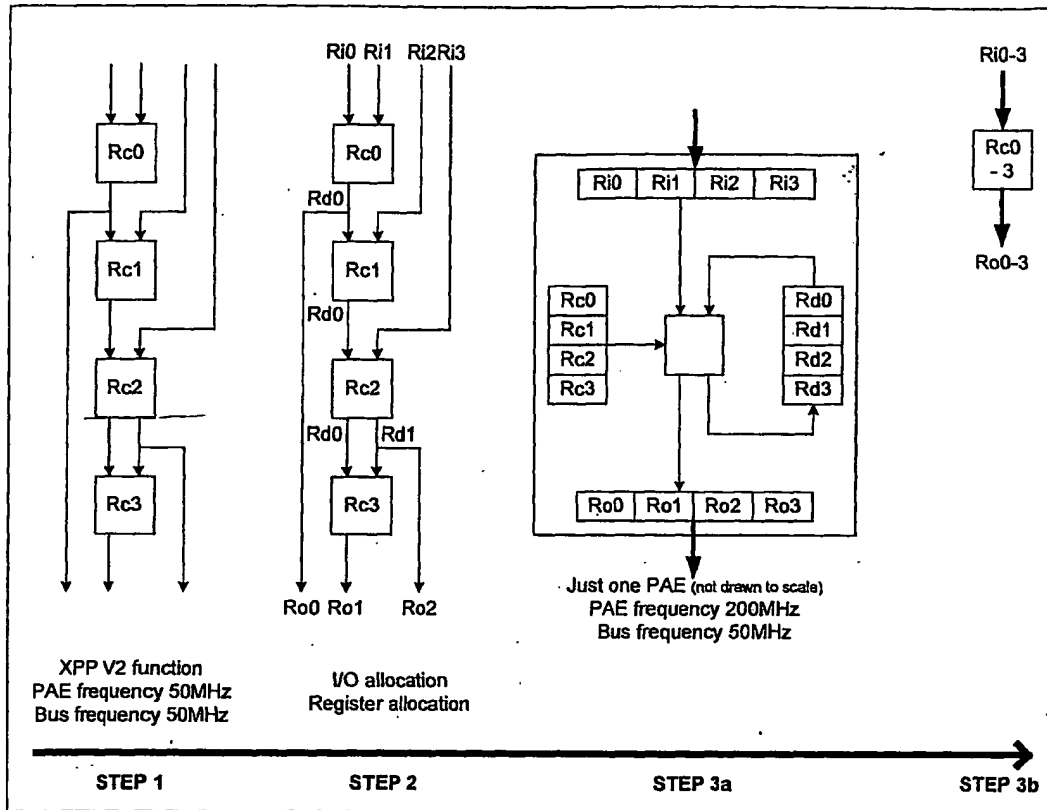 Rc0
Rc1
Rc2
Rc3
XPP V2 function
PAE frequency 50MHz
Bus frequency 50MHz
STEP 1
Ri0 Ri1 Ri2 Ri3
Rc0
Rd0
Rc1
Rd0
Rc2
Rd0 Rd1
Rc3
Ro0 Ro1 Ro2
I/O allocation
Register allocation
STEP 2
Ri0 Ri1 Ri2 Ri3
Rc0
Rc1
Rc2
Rc3
Rd0
Rd1
Rd2
Rd3
Ro0 Ro1 Ro2 Ro3
Just one PAE (not drawn to scale)
PAE frequency 200MHz
Bus frequency 50MHz
STEP 3a
Ri0-3
Rc0
- 3
Ro0-3
STEP 3b